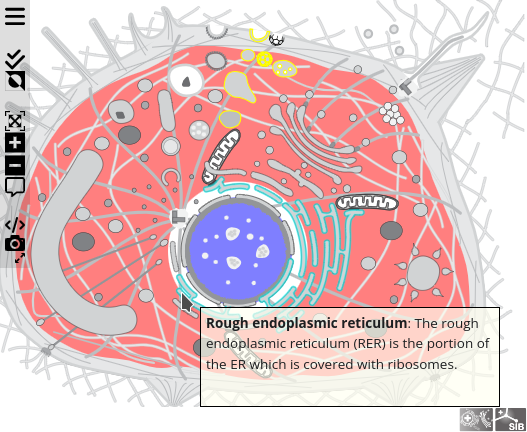 Rough endoplasmic reticulum: The rough
endoplasmic reticulum (RER) is the portion of
the ER which is covered with ribosomes.
SIB